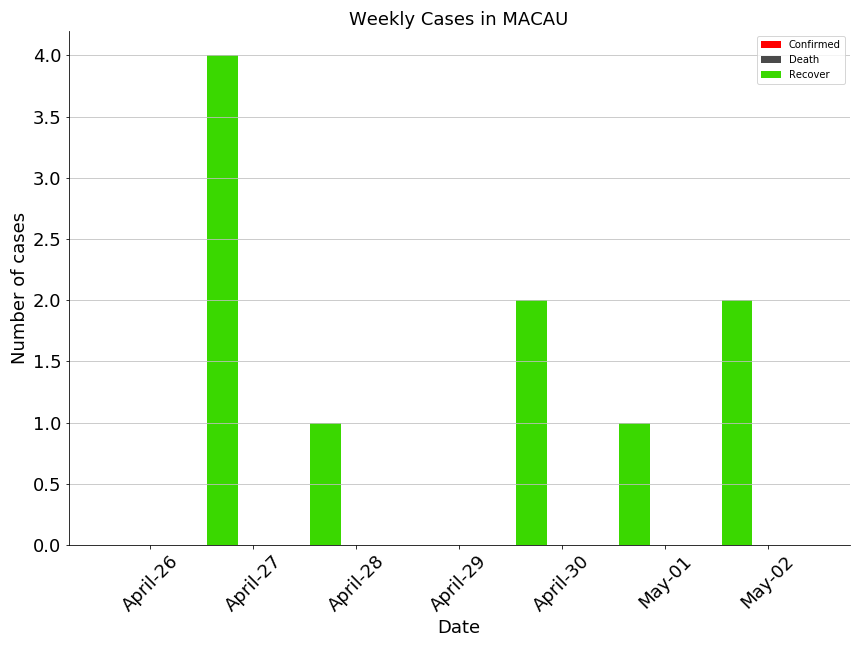 Weekly Cases in MACAU
Confirmed
Death
Recover
4.0
3.5
3.0
2.5
2.0
1.5
1.0
0.5
0.0
Number of cases
April-26
April-27
April-28
April-29
April-30
May-01
May-02
Date